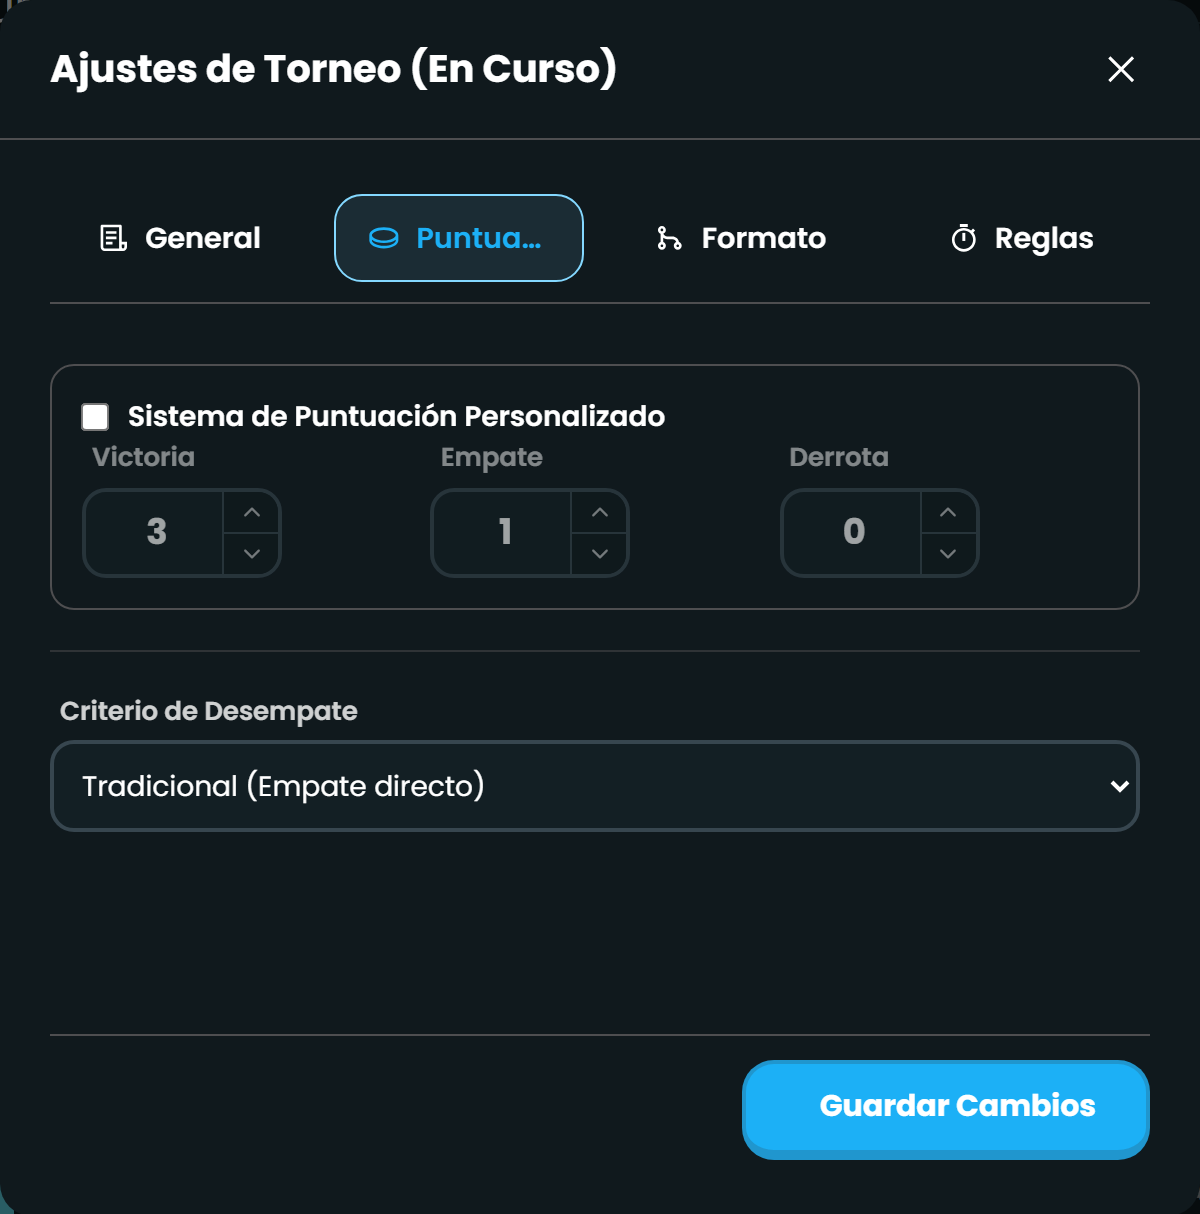 Ajustes de Torneo (En Curso)
General Puntua... Formato Reglas
Sistema de Puntuación Personalizado
Victoria Empate Derrota
3 1 0
Criterio de Desempate
Tradicional (Empate directo)
Guardar Cambios